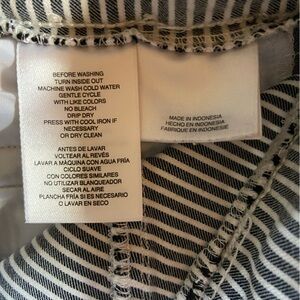 BEFORE WASHING
TURN INSIDE OUT
MACHINE WASH COLD WATER
GENTLE CYCLE
WITH LIKE COLORS
NO BLEACH
DRIP DRY
PRESS WITH COOL IRON IF
NECESSARY
OR DRY CLEAN
ANTES DE LAVAR
VOLTEAR AL REVÉS
LAVAR A MÁQUINA CON AGUA FRÍA
CICLO SUAVE
CON COLORES SIMILARES
NO UTILIZAR BLANQUEADOR
SECAR AL AIRE
PLANCHA FRÍA SI ES NECESARIO
O LAVAR EN SECO
MADE IN INDONESIA
HECHO EN INDONESIA
FABRIQUE EN INDONESIE